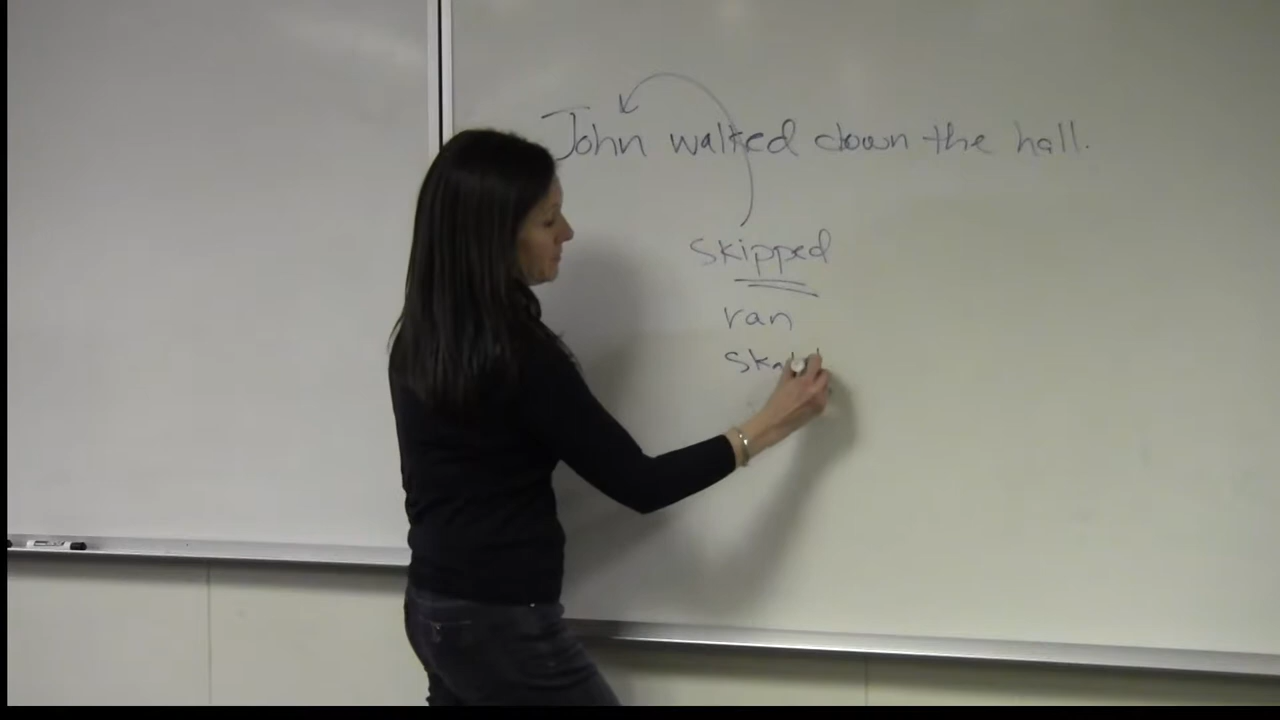 John walked down the hall.
skipped
ran